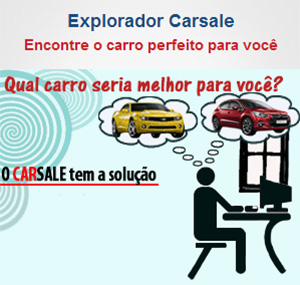 Explorador Carsale
Encontre o carro perfeito para você
Qual carro seria melhor para você?
O CARSALE tem a solução